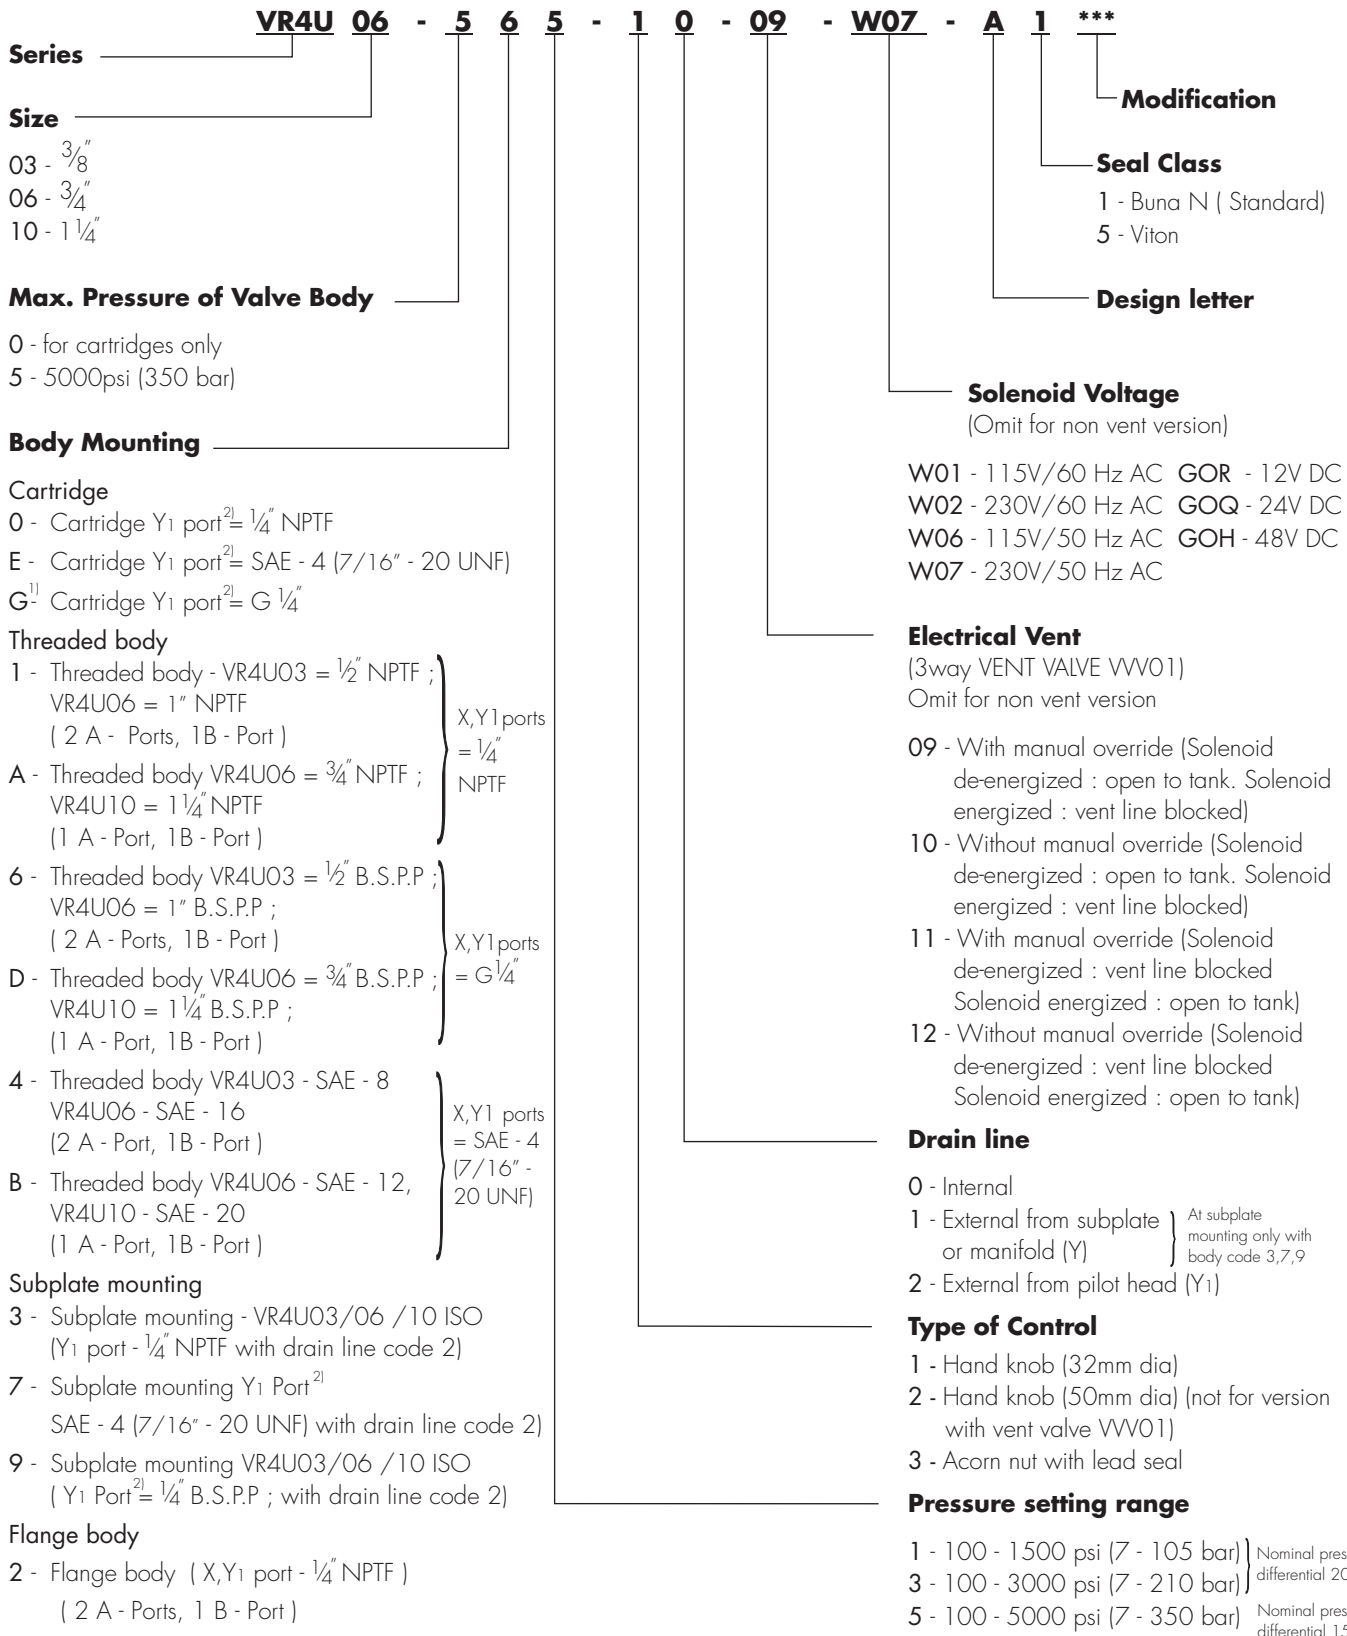 VR4U 06 - 5 6 5 - 1 0 - 09 - W07 - A 1 ***
Series
Size
03 - 3/8"
06 - 3/4"
10 - 1 1/4"
Max. Pressure of Valve Body
0 - for cartridges only
5 - 5000psi (350 bar)
Body Mounting
Cartridge
0 - Cartridge Y1 port 2) = 1/4" NPTF
E - Cartridge Y1 port 2) = SAE - 4 (7/16" - 20 UNF)
G 1) - Cartridge Y1 port 2) = G 1/4"
Threaded body
1 - Threaded body - VR4U03 = 1/2" NPTF ;
VR4U06 = 1" NPTF
( 2 A - Ports, 1B - Port )
A - Threaded body VR4U06 = 3/4" NPTF ;
VR4U10 = 1 1/4" NPTF
(1 A - Port, 1B - Port )
X,Y1ports
= 1/4"
NPTF
6 - Threaded body VR4U03 = 1/2" B.S.P.P ;
VR4U06 = 1" B.S.P.P ;
( 2 A - Ports, 1B - Port )
D - Threaded body VR4U06 = 3/4" B.S.P.P ;
VR4U10 = 1 1/4" B.S.P.P ;
(1 A - Port, 1B - Port )
X,Y1ports
= G1/4"
4 - Threaded body VR4U03 - SAE - 8
VR4U06 - SAE - 16
(2 A - Port, 1B - Port )
B - Threaded body VR4U06 - SAE - 12,
VR4U10 - SAE - 20
(1 A - Port, 1B - Port )
X,Y1 ports
= SAE - 4
(7/16" -
20 UNF)
Subplate mounting
3 - Subplate mounting - VR4U03/06 /10 ISO
(Y1 port - 1/4" NPTF with drain line code 2)
7 - Subplate mounting Y1 Port 2)
SAE - 4 (7/16" - 20 UNF) with drain line code 2)
9 - Subplate mounting VR4U03/06 /10 ISO
( Y1 Port 2) = 1/4" B.S.P.P ; with drain line code 2)
Flange body
2 - Flange body ( X,Y1 port - 1/4" NPTF )
( 2 A - Ports, 1 B - Port )
Modification
Seal Class
1 - Buna N ( Standard)
5 - Viton
Design letter
Solenoid Voltage
(Omit for non vent version)
W01 - 115V/60 Hz AC GOR - 12V DC
W02 - 230V/60 Hz AC GOQ - 24V DC
W06 - 115V/50 Hz AC GOH - 48V DC
W07 - 230V/50 Hz AC
Electrical Vent
(3way VENT VALVE VVV01)
Omit for non vent version
09 - With manual override (Solenoid
de-energized : open to tank. Solenoid
energized : vent line blocked)
10 - Without manual override (Solenoid
de-energized : open to tank. Solenoid
energized : vent line blocked)
11 - With manual override (Solenoid
de-energized : vent line blocked
Solenoid energized : open to tank)
12 - Without manual override (Solenoid
de-energized : vent line blocked
Solenoid energized : open to tank)
Drain line
0 - Internal
1 - External from subplate
or manifold (Y)
At subplate
mounting only with
body code 3,7,9
2 - External from pilot head (Y1)
Type of Control
1 - Hand knob (32mm dia)
2 - Hand knob (50mm dia) (not for version
with vent valve VVV01)
3 - Acorn nut with lead seal
Pressure setting range
1 - 100 - 1500 psi (7 - 105 bar)
3 - 100 - 3000 psi (7 - 210 bar)
Nominal
differential
5 - 100 - 5000 psi (7 - 350 bar)
Nominal
differential